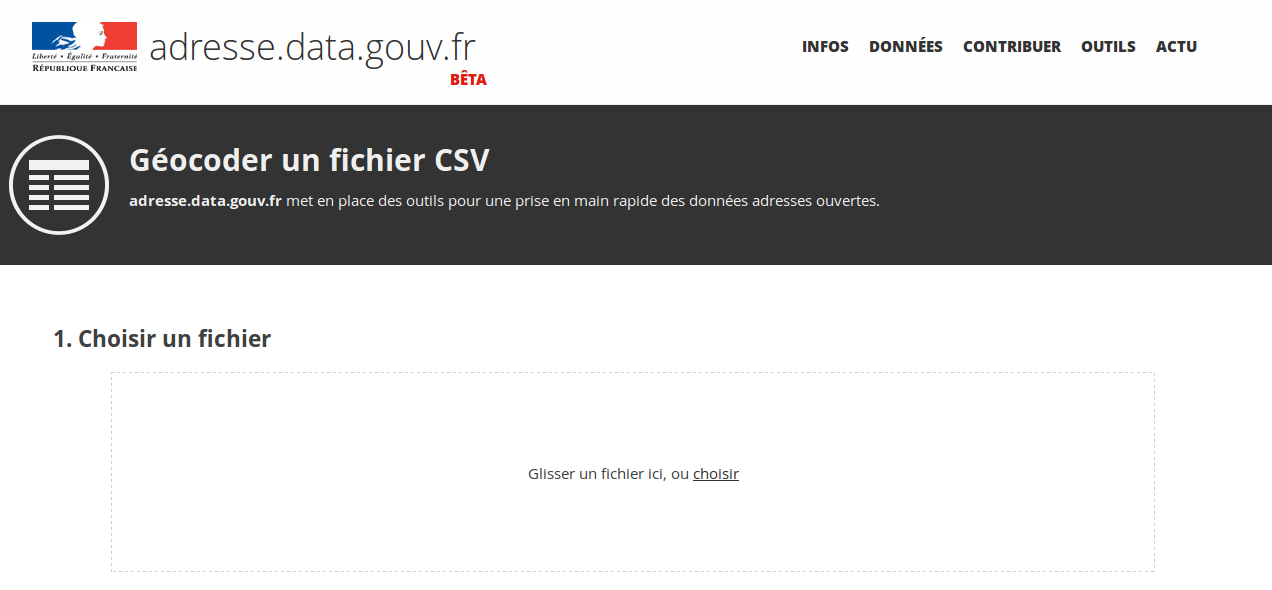 Liberté • Égalité • Fraternité
RÉPUBLIQUE FRANÇAISE
adresse.data.gouv.fr
BÊTA
INFOS DONNÉES CONTRIBUER OUTILS ACTU
Géocoder un fichier CSV
adresse.data.gouv.fr met en place des outils pour une prise en main rapide des données adresses ouvertes.
1. Choisir un fichier
Glisser un fichier ici, ou choisir